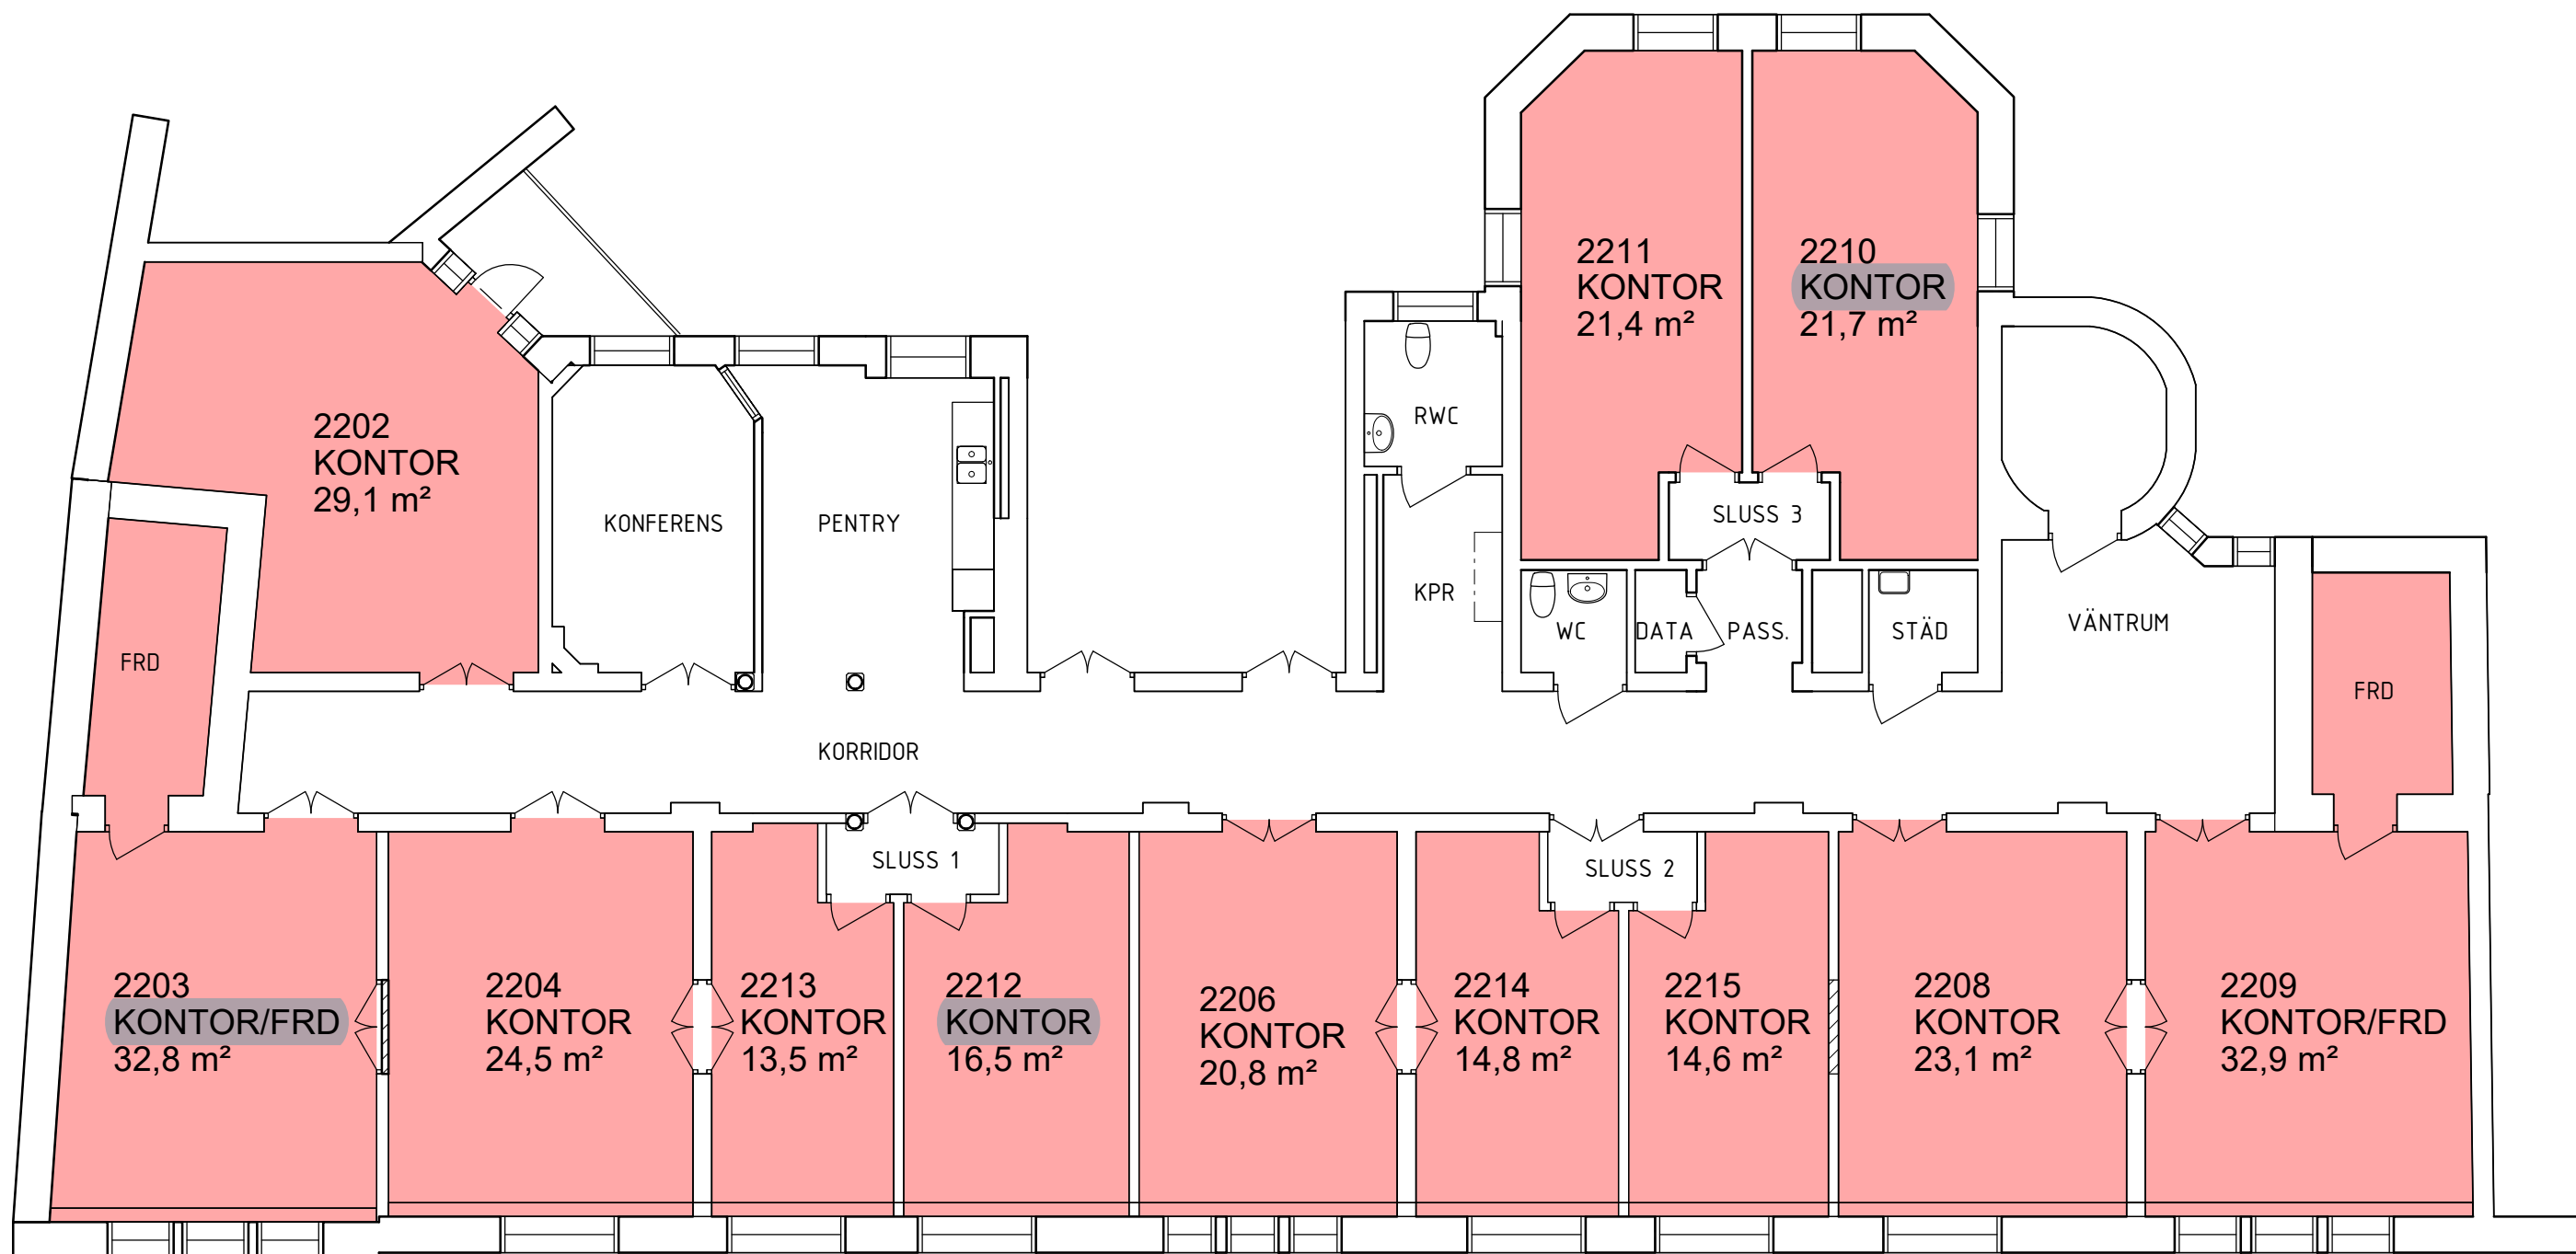 2211
KONTOR
21,4 m²
2210
KONTOR
21,7 m²
2202
KONTOR
29,1 m²
RWC
KONFERENS
PENTRY
SLUSS 3
KPR
WC
DATA
PASS.
STÄD
VÄNTRUM
FRD
FRD
KORRIDOR
SLUSS 1
SLUSS 2
2203
KONTOR/FRD
32,8 m²
2204
KONTOR
24,5 m²
2213
KONTOR
13,5 m²
2212
KONTOR
16,5 m²
2206
KONTOR
20,8 m²
2214
KONTOR
14,8 m²
2215
KONTOR
14,6 m²
2208
KONTOR
23,1 m²
2209
KONTOR/FRD
32,9 m²